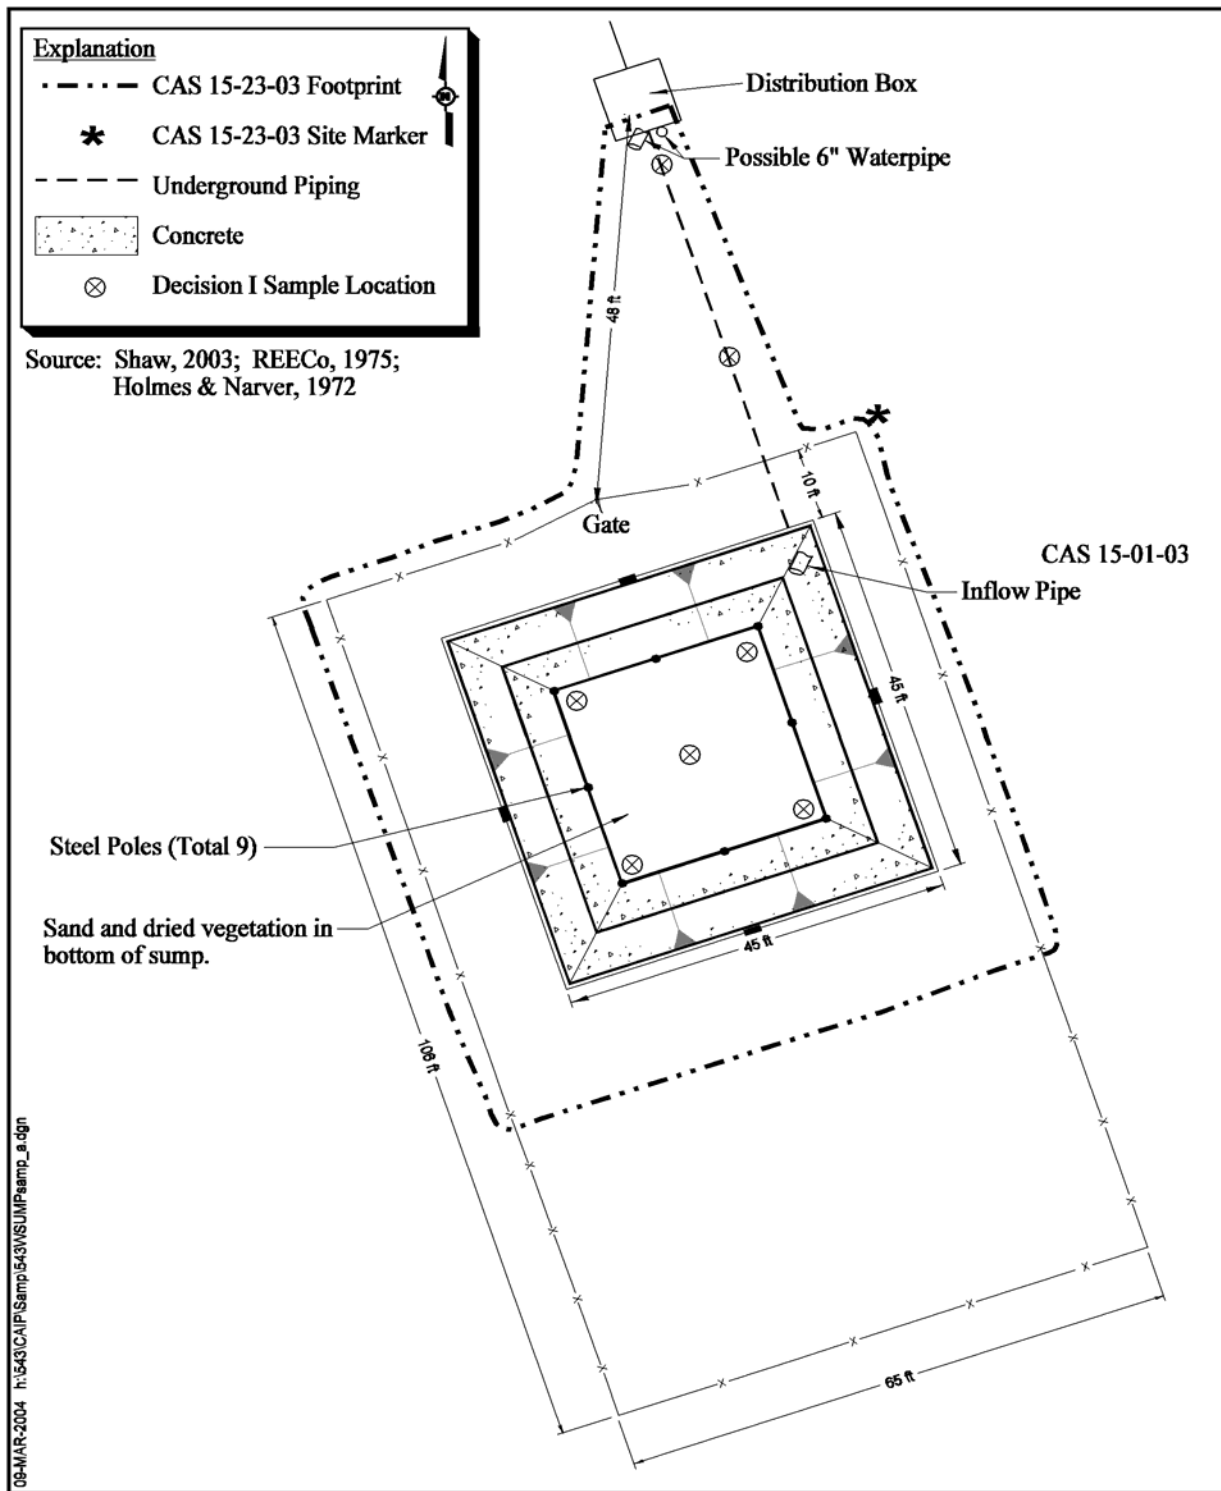 Explanation
CAS 15-23-03 Footprint
CAS 15-23-03 Site Marker
Underground Piping
Concrete
Decision I Sample Location
N
Source: Shaw, 2003; REECo, 1975;
Holmes & Narver, 1972
Distribution Box
Possible 6" Waterpipe
48 ft
10 ft
Gate
CAS 15-01-03
Inflow Pipe
45 ft
Steel Poles (Total 9)
Sand and dried vegetation in
bottom of sump.
45 ft
106 ft
65 ft
09-MAR-2004 h:\543\CAIP\Samp\543WSUMPsamp_a.dgn